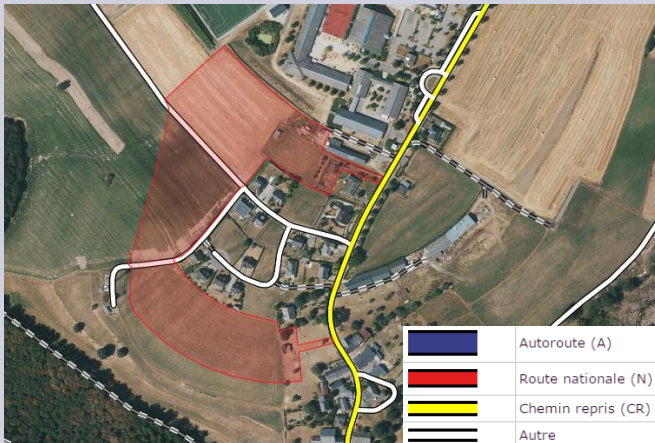 Autoroute (A)
Route nationale (N)
Chemin repris (CR)
Autre